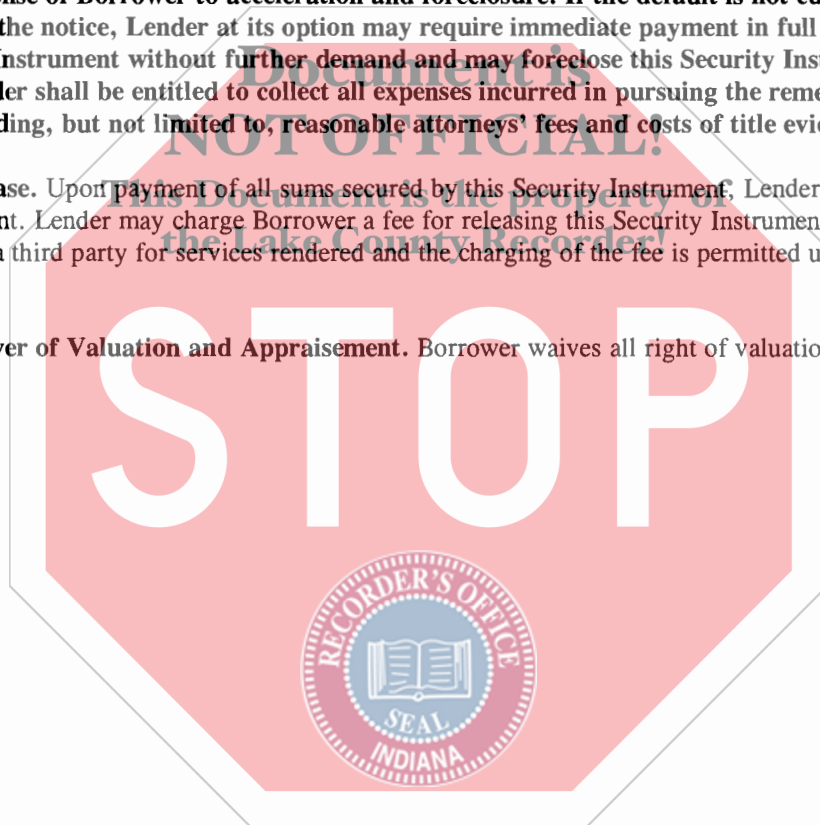 nse of Borrower to acceleration and foreclosure. If the default is not cu
the notice, Lender at its option may require immediate payment in full
Instrument without further demand and may foreclose this Security Inst
ler shall be entitled to collect all expenses incurred in pursuing the reme
ding, but not limited to, reasonable attorneys' fees and costs of title evid
Document is
NOT OFFICIAL!
This Document is the property of
the Lake County Recorder!
ase. Upon payment of all sums secured by this Security Instrument, Lender
nt. Lender may charge Borrower a fee for releasing this Security Instrumen
a third party for services rendered and the charging of the fee is permitted u
ver of Valuation and Appraisement. Borrower waives all right of valuatio
STOP
RECORDER'S OFFICE
SEAL
INDIANA